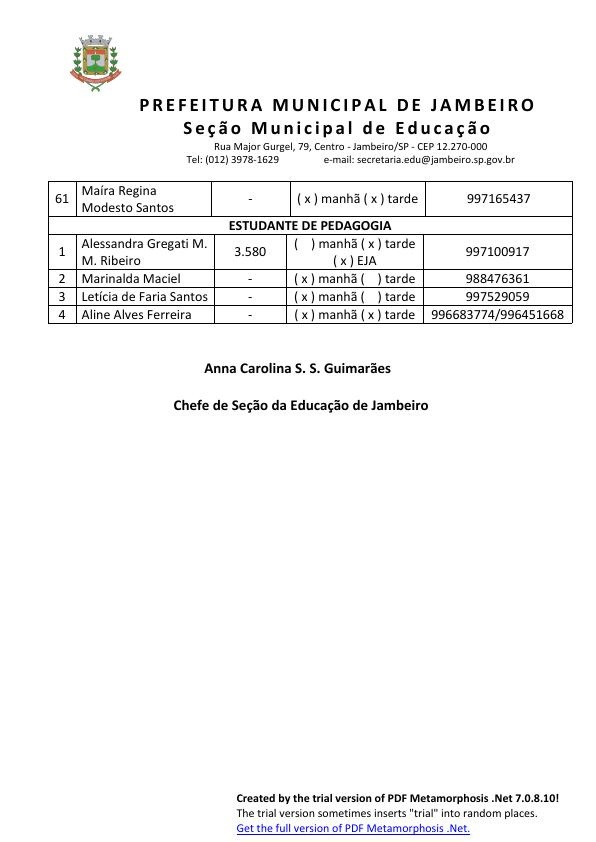 PREFEITURA MUNICIPAL DE JAMBEIRO
Seção Municipal de Educação
Rua Major Gurgel, 79, Centro - Jambeiro/SP - CEP 12.270-000
Tel: (012) 3978-1629 e-mail: secretaria.edu@jambeiro.sp.gov.br
61 Maíra Regina Modesto Santos - ( x ) manhã ( x ) tarde 997165437
ESTUDANTE DE PEDAGOGIA
1 Alessandra Gregati M. M. Ribeiro 3.580 ( ) manhã ( x ) tarde ( x ) EJA 997100917
2 Marinalda Maciel - ( x ) manhã ( ) tarde 988476361
3 Letícia de Faria Santos - ( x ) manhã ( ) tarde 997529059
4 Aline Alves Ferreira - ( x ) manhã ( x ) tarde 996683774/996451668
Anna Carolina S. S. Guimarães
Chefe de Seção da Educação de Jambeiro
Created by the trial version of PDF Metamorphosis .Net 7.0.8.10!
The trial version sometimes inserts "trial" into random places.
Get the full version of PDF Metamorphosis .Net.